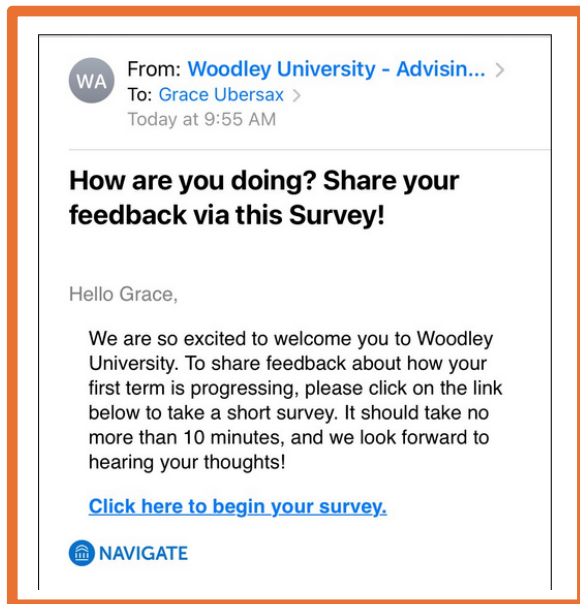 WA
From: Woodley University - Advisin... >
To: Grace Ubersax >
Today at 9:55 AM
How are you doing? Share your
feedback via this Survey!
Hello Grace,
We are so excited to welcome you to Woodley
University. To share feedback about how your
first term is progressing, please click on the link
below to take a short survey. It should take no
more than 10 minutes, and we look forward to
hearing your thoughts!
Click here to begin your survey.
NAVIGATE